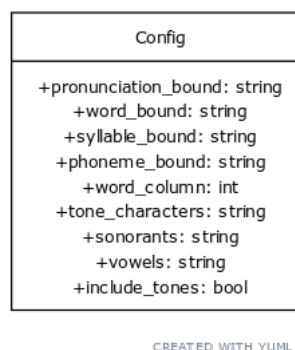 Config
+pronunciation_bound: string
+word_bound: string
+syllable_bound: string
+phoneme_bound: string
+word_column: int
+tone_characters: string
+sonorants: string
+vowels: string
+include_tones: bool
CREATED WITH YUML